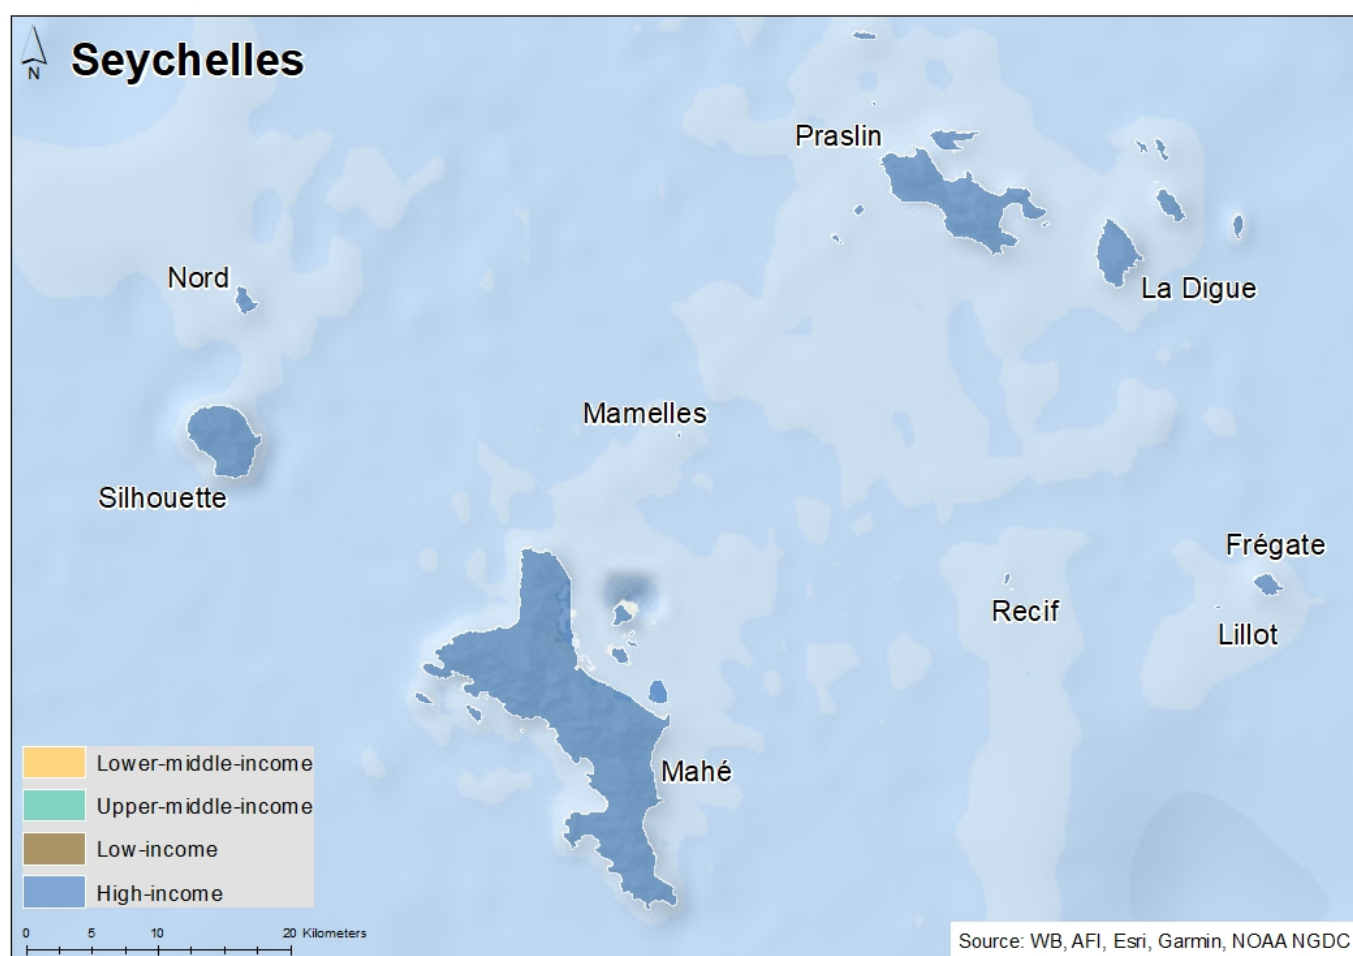 N
Seychelles
Praslin
Nord
La Digue
Mamelles
Silhouette
Frégate
Recif
Lillot
Mahé
Lower-middle-income
Upper-middle-income
Low-income
High-income
0 5 10 20 Kilometers
Source: WB, AFI, Esri, Garmin, NOAA NGDC